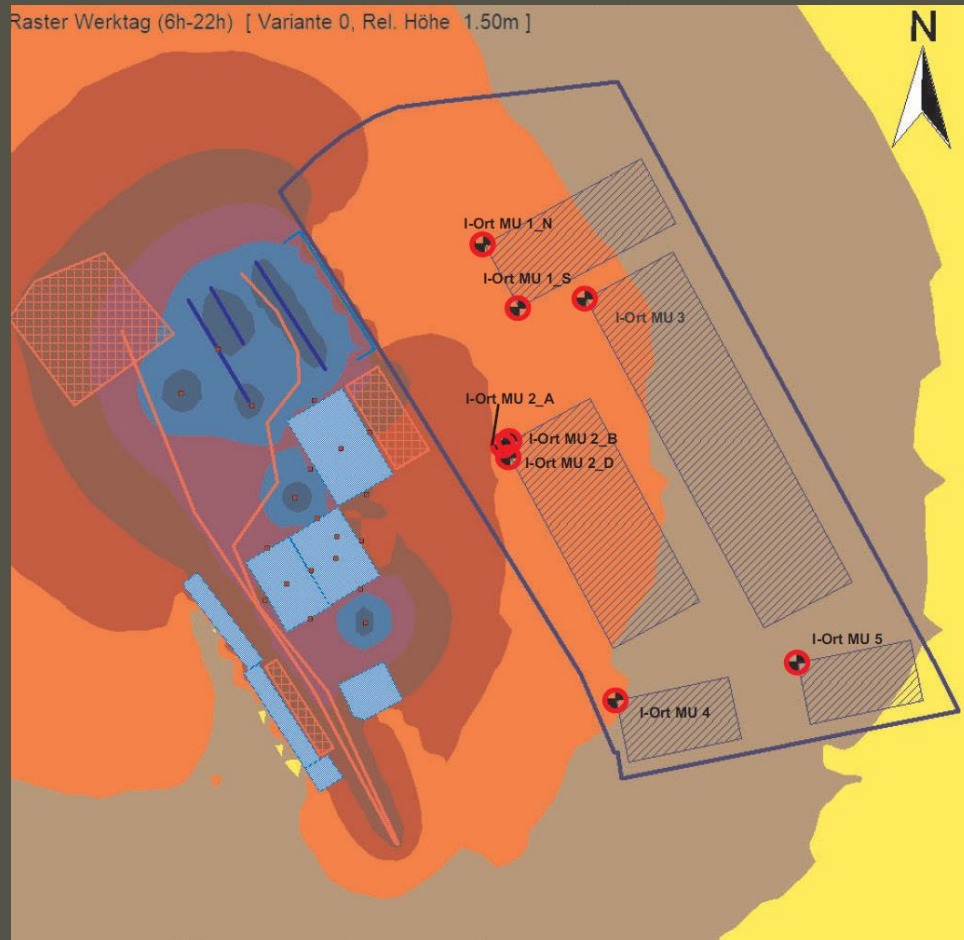 Raster Werktag (6h-22h) [ Variante 0, Rel. Höhe 1.50m ]
N
I-Ort MU 1_N
I-Ort MU 1_S
I-Ort MU 3
I-Ort MU 2_A
I-Ort MU 2_B
I-Ort MU 2_D
I-Ort MU 5
I-Ort MU 4